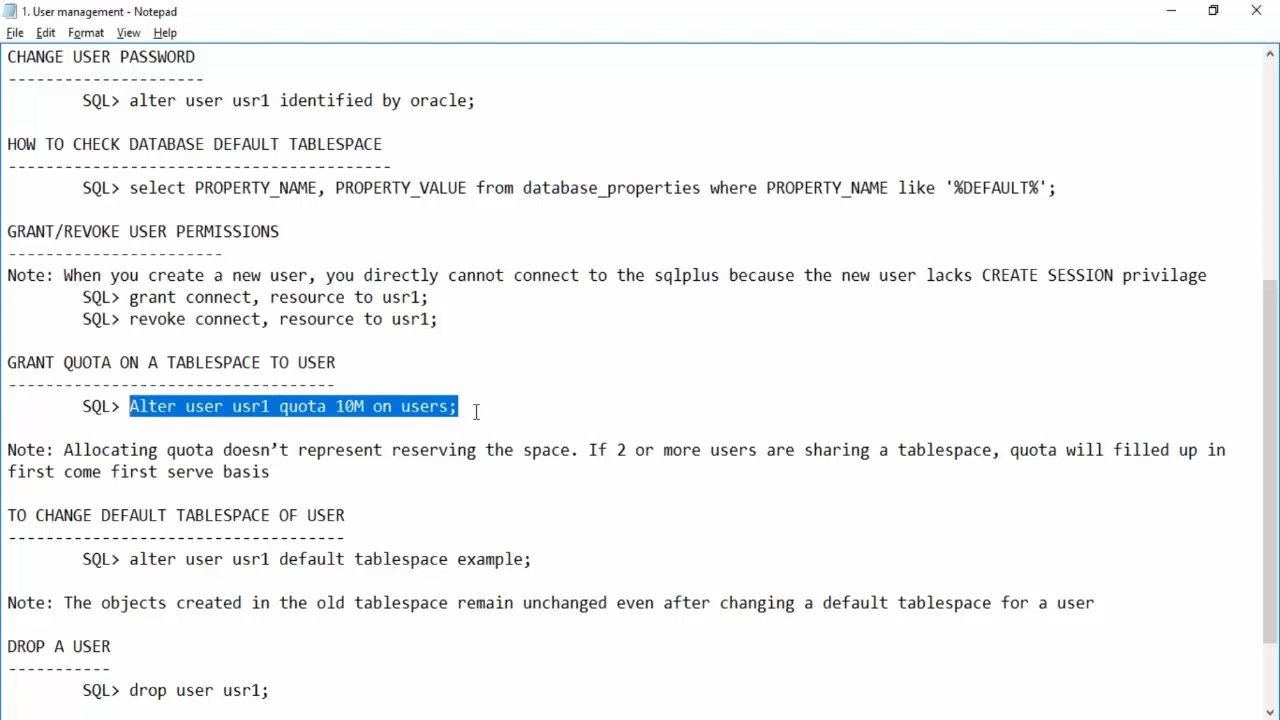 1. User management - Notepad
File Edit Format View Help
CHANGE USER PASSWORD
---------------------
SQL> alter user usr1 identified by oracle;
HOW TO CHECK DATABASE DEFAULT TABLESPACE
-----------------------------------------
SQL> select PROPERTY_NAME, PROPERTY_VALUE from database_properties where PROPERTY_NAME like '%DEFAULT%';
GRANT/REVOKE USER PERMISSIONS
-----------------------
Note: When you create a new user, you directly cannot connect to the sqlplus because the new user lacks CREATE SESSION privilage
SQL> grant connect, resource to usr1;
SQL> revoke connect, resource to usr1;
GRANT QUOTA ON A TABLESPACE TO USER
-----------------------------------
SQL> Alter user usr1 quota 10M on users;
Note: Allocating quota doesn’t represent reserving the space. If 2 or more users are sharing a tablespace, quota will filled up in
first come first serve basis
TO CHANGE DEFAULT TABLESPACE OF USER
------------------------------------
SQL> alter user usr1 default tablespace example;
Note: The objects created in the old tablespace remain unchanged even after changing a default tablespace for a user
DROP A USER
-----------
SQL> drop user usr1;